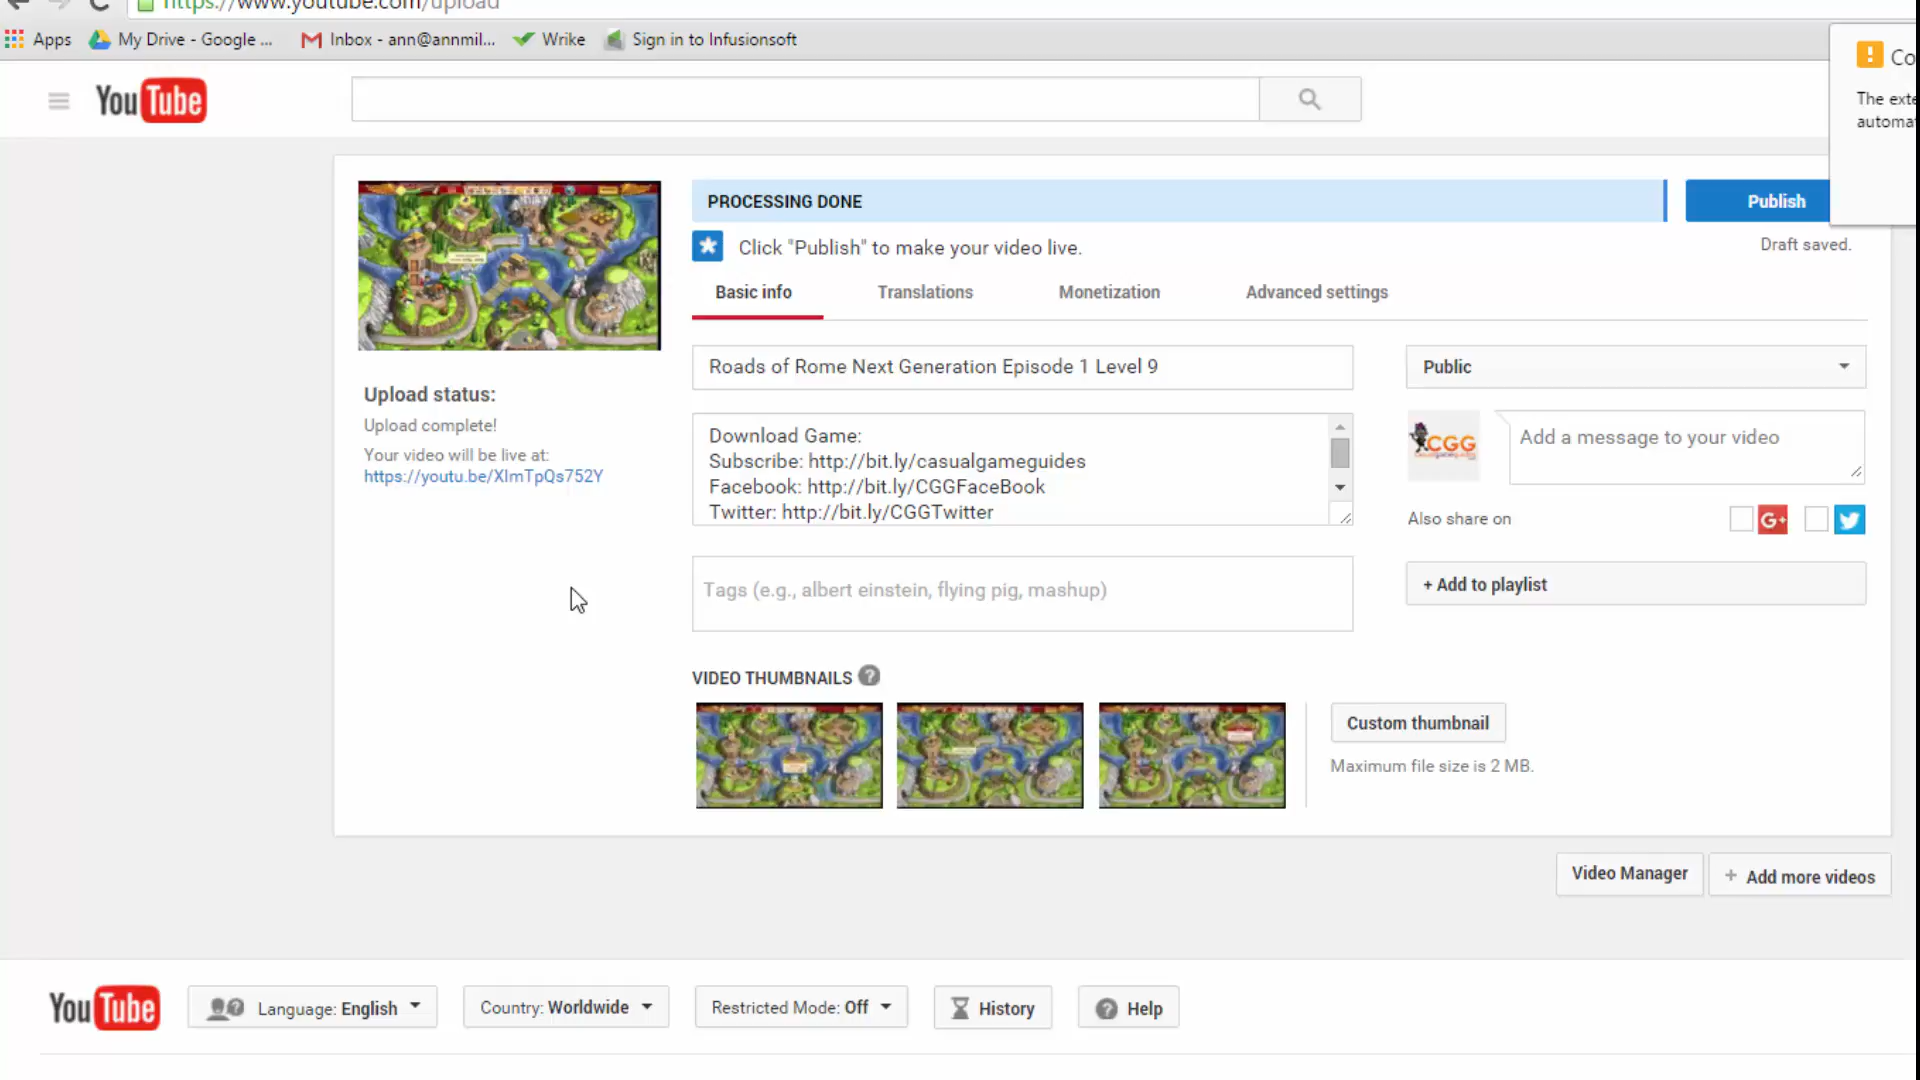 https://www.youtube.com/upload
Apps My Drive - Google ... Inbox - ann@annmil... Wrike Sign in to Infusionsoft
Co
The exte
automa
YouTube
PROCESSING DONE
Publish
Click "Publish" to make your video live.
Draft saved.
Basic info Translations Monetization Advanced settings
Roads of Rome Next Generation Episode 1 Level 9
Public
Upload status:
Upload complete!
Your video will be live at:
https://youtu.be/XlmTpQs752Y
Download Game:
Subscribe: http://bit.ly/casualgameguides
Facebook: http://bit.ly/CGGFaceBook
Twitter: http://bit.ly/CGGTwitter
CGG
Add a message to your video
Also share on
G+
Tags (e.g., albert einstein, flying pig, mashup)
+ Add to playlist
VIDEO THUMBNAILS ?
Custom thumbnail
Maximum file size is 2 MB.
Video Manager
+ Add more videos
YouTube
Language: English
Country: Worldwide
Restricted Mode: Off
History
Help